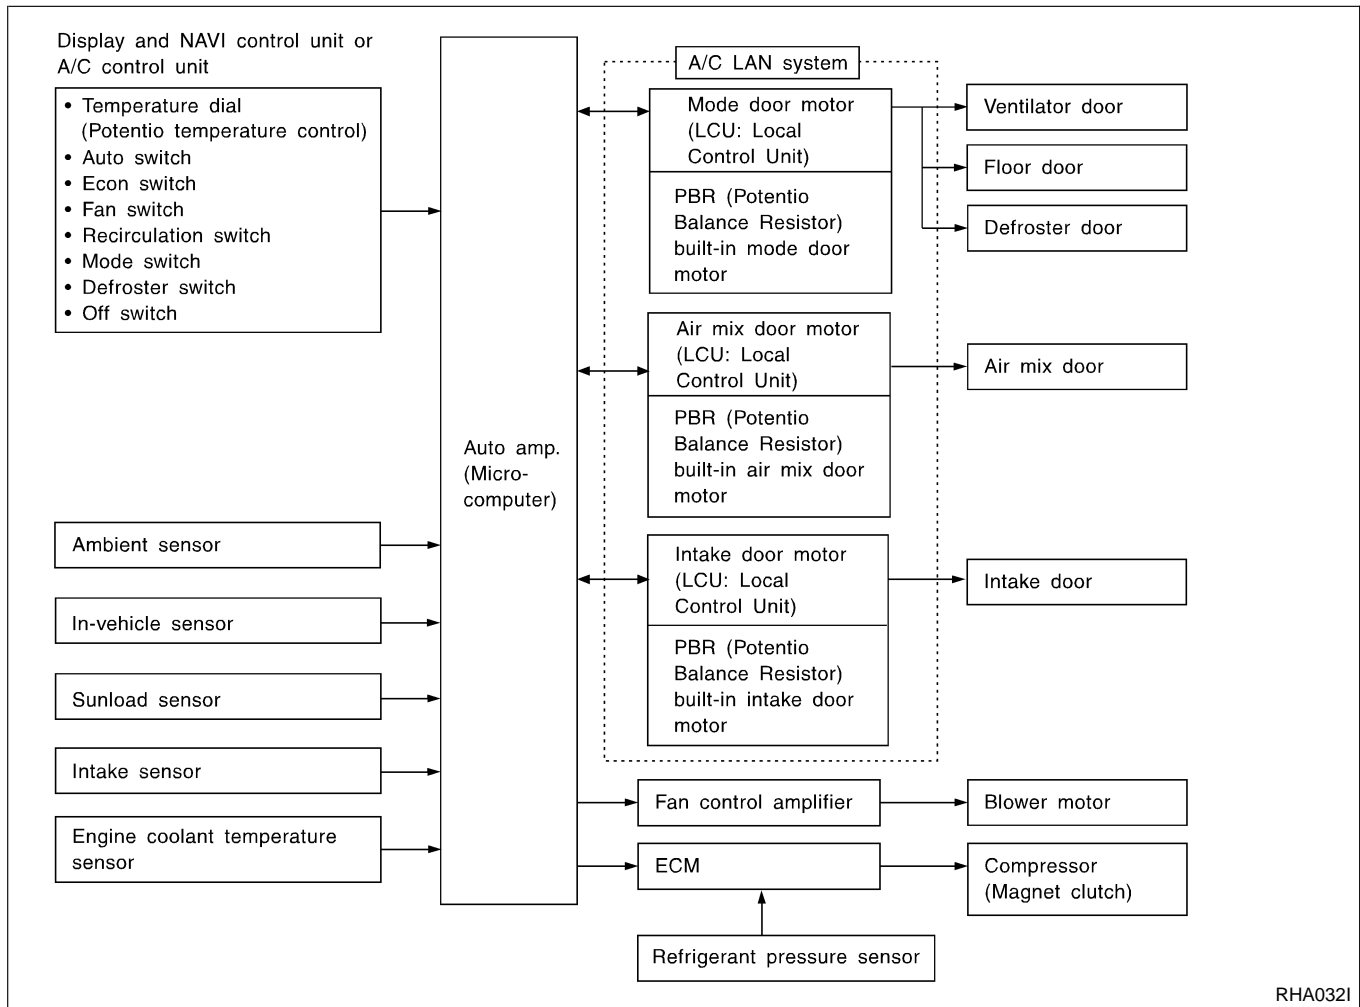 Display and NAVI control unit or
A/C control unit
• Temperature dial
(Potentio temperature control)
• Auto switch
• Econ switch
• Fan switch
• Recirculation switch
• Mode switch
• Defroster switch
• Off switch
Ambient sensor
In-vehicle sensor
Sunload sensor
Intake sensor
Engine coolant temperature
sensor
Auto amp.
(Micro-
computer)
A/C LAN system
Mode door motor
(LCU: Local
Control Unit)
PBR (Potentio
Balance Resistor)
built-in mode door
motor
Air mix door motor
(LCU: Local
Control Unit)
PBR (Potentio
Balance Resistor)
built-in air mix door
motor
Intake door motor
(LCU: Local
Control Unit)
PBR (Potentio
Balance Resistor)
built-in intake door
motor
Fan control amplifier
ECM
Refrigerant pressure sensor
Ventilator door
Floor door
Defroster door
Air mix door
Intake door
Blower motor
Compressor
(Magnet clutch)
RHA032I